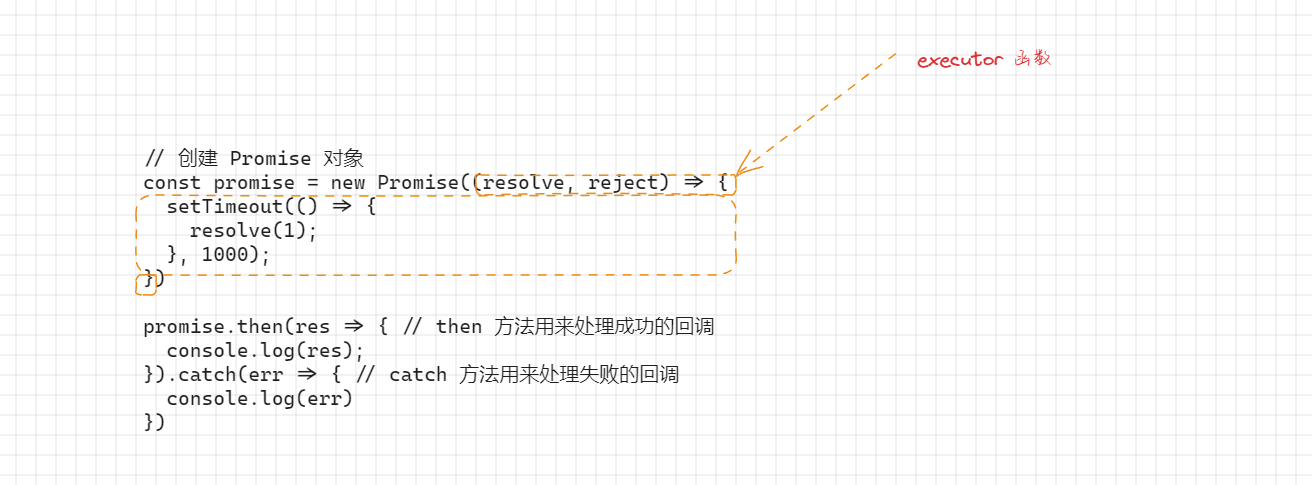 executor 函数
// 创建 Promise 对象
const promise = new Promise((resolve, reject) => {
  setTimeout(() => {
    resolve(1);
  }, 1000);
})
promise.then(res => { // then 方法用来处理成功的回调
  console.log(res);
}).catch(err => { // catch 方法用来处理失败的回调
  console.log(err)
})